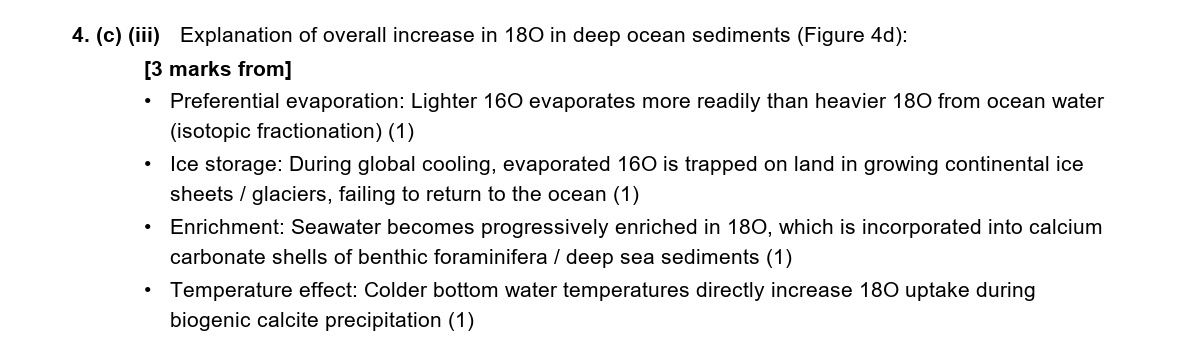 4. (c) (iii) Explanation of overall increase in 18O in deep ocean sediments (Figure 4d):
[3 marks from]
• Preferential evaporation: Lighter 16O evaporates more readily than heavier 18O from ocean water
(isotopic fractionation) (1)
• Ice storage: During global cooling, evaporated 16O is trapped on land in growing continental ice
sheets / glaciers, failing to return to the ocean (1)
• Enrichment: Seawater becomes progressively enriched in 18O, which is incorporated into calcium
carbonate shells of benthic foraminifera / deep sea sediments (1)
• Temperature effect: Colder bottom water temperatures directly increase 18O uptake during
biogenic calcite precipitation (1)